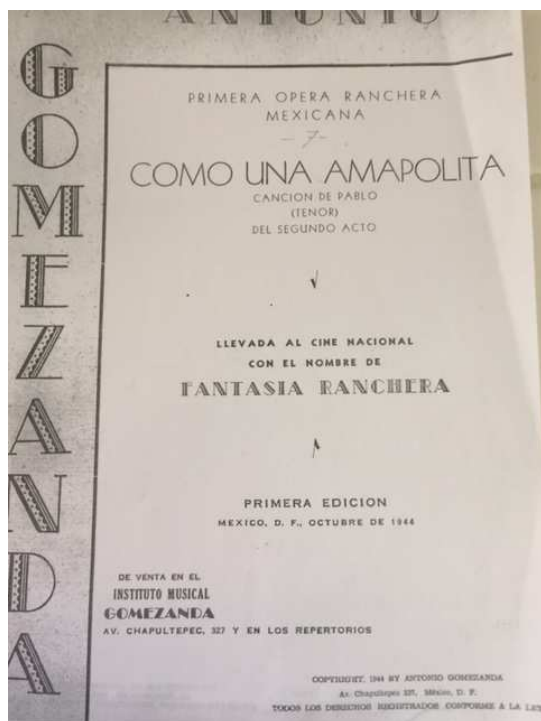 ANTONIO
GOMEZANDA
PRIMERA OPERA RANCHERA
MEXICANA
-7-
COMO UNA AMAPOLITA
CANCION DE PABLO
(TENOR)
DEL SEGUNDO ACTO
LLEVADA AL CINE NACIONAL
CON EL NOMBRE DE
FANTASIA RANCHERA
PRIMERA EDICION
MEXICO, D. F., OCTUBRE DE 1944
DE VENTA EN EL
INSTITUTO MUSICAL
GOMEZANDA
AV. CHAPULTEPEC, 327 Y EN LOS REPERTORIOS
COPYRIGHT, 1944 BY ANTONIO GOMEZANDA
Av. Chapultepec 327, México, D. F.
TODOS LOS DERECHOS REGISTRADOS CONFORME A LA LEY